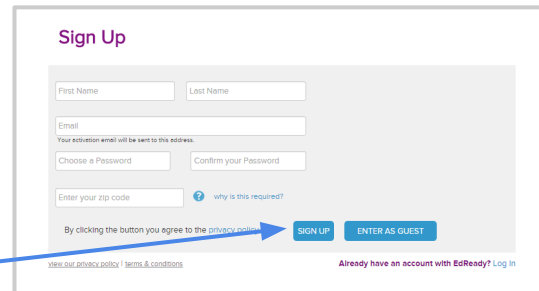 Sign Up
First Name Last Name
Email
Your activation email will be sent to this address.
Choose a Password Confirm your Password
Enter your zip code ? why is this required?
By clicking the button you agree to the privacy policy SIGN UP ENTER AS GUEST
view our privacy policy | terms & conditions Already have an account with EdReady? Log In